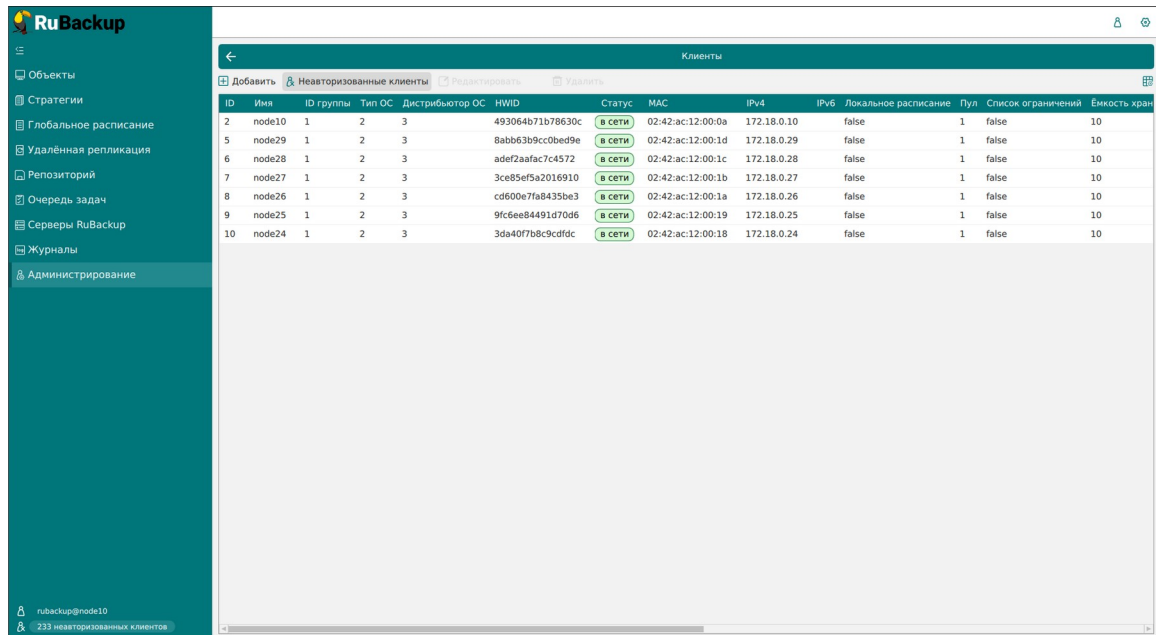 RuBackup
Объекты
Стратегии
Глобальное расписание
Удалённая репликация
Репозиторий
Очередь задач
Серверы RuBackup
Журналы
Администрирование
rubackup@node10
233 неавторизованных клиентов
Клиенты
Добавить Неавторизованные клиенты Редактировать Удалить
ID Имя ID группы Тип ОС Дистрибьютор ОС HWID Статус MAC IPv4 IPv6 Локальное расписание Пул Список ограничений Ёмкость хран
2 node10 1 2 3 493064b71b78630c в сети 02:42:ac:12:00:0a 172.18.0.10 false 1 false 10
5 node29 1 2 3 8abb63b9cc0bed9e в сети 02:42:ac:12:00:1d 172.18.0.29 false 1 false 10
6 node28 1 2 3 adef2aafac7c4572 в сети 02:42:ac:12:00:1c 172.18.0.28 false 1 false 10
7 node27 1 2 3 3ce85ef5a2016910 в сети 02:42:ac:12:00:1b 172.18.0.27 false 1 false 10
8 node26 1 2 3 cd600e7fa8435be3 в сети 02:42:ac:12:00:1a 172.18.0.26 false 1 false 10
9 node25 1 2 3 9fc6ee84491d70d6 в сети 02:42:ac:12:00:19 172.18.0.25 false 1 false 10
10 node24 1 2 3 3da40f7b8c9cdfdc в сети 02:42:ac:12:00:18 172.18.0.24 false 1 false 10